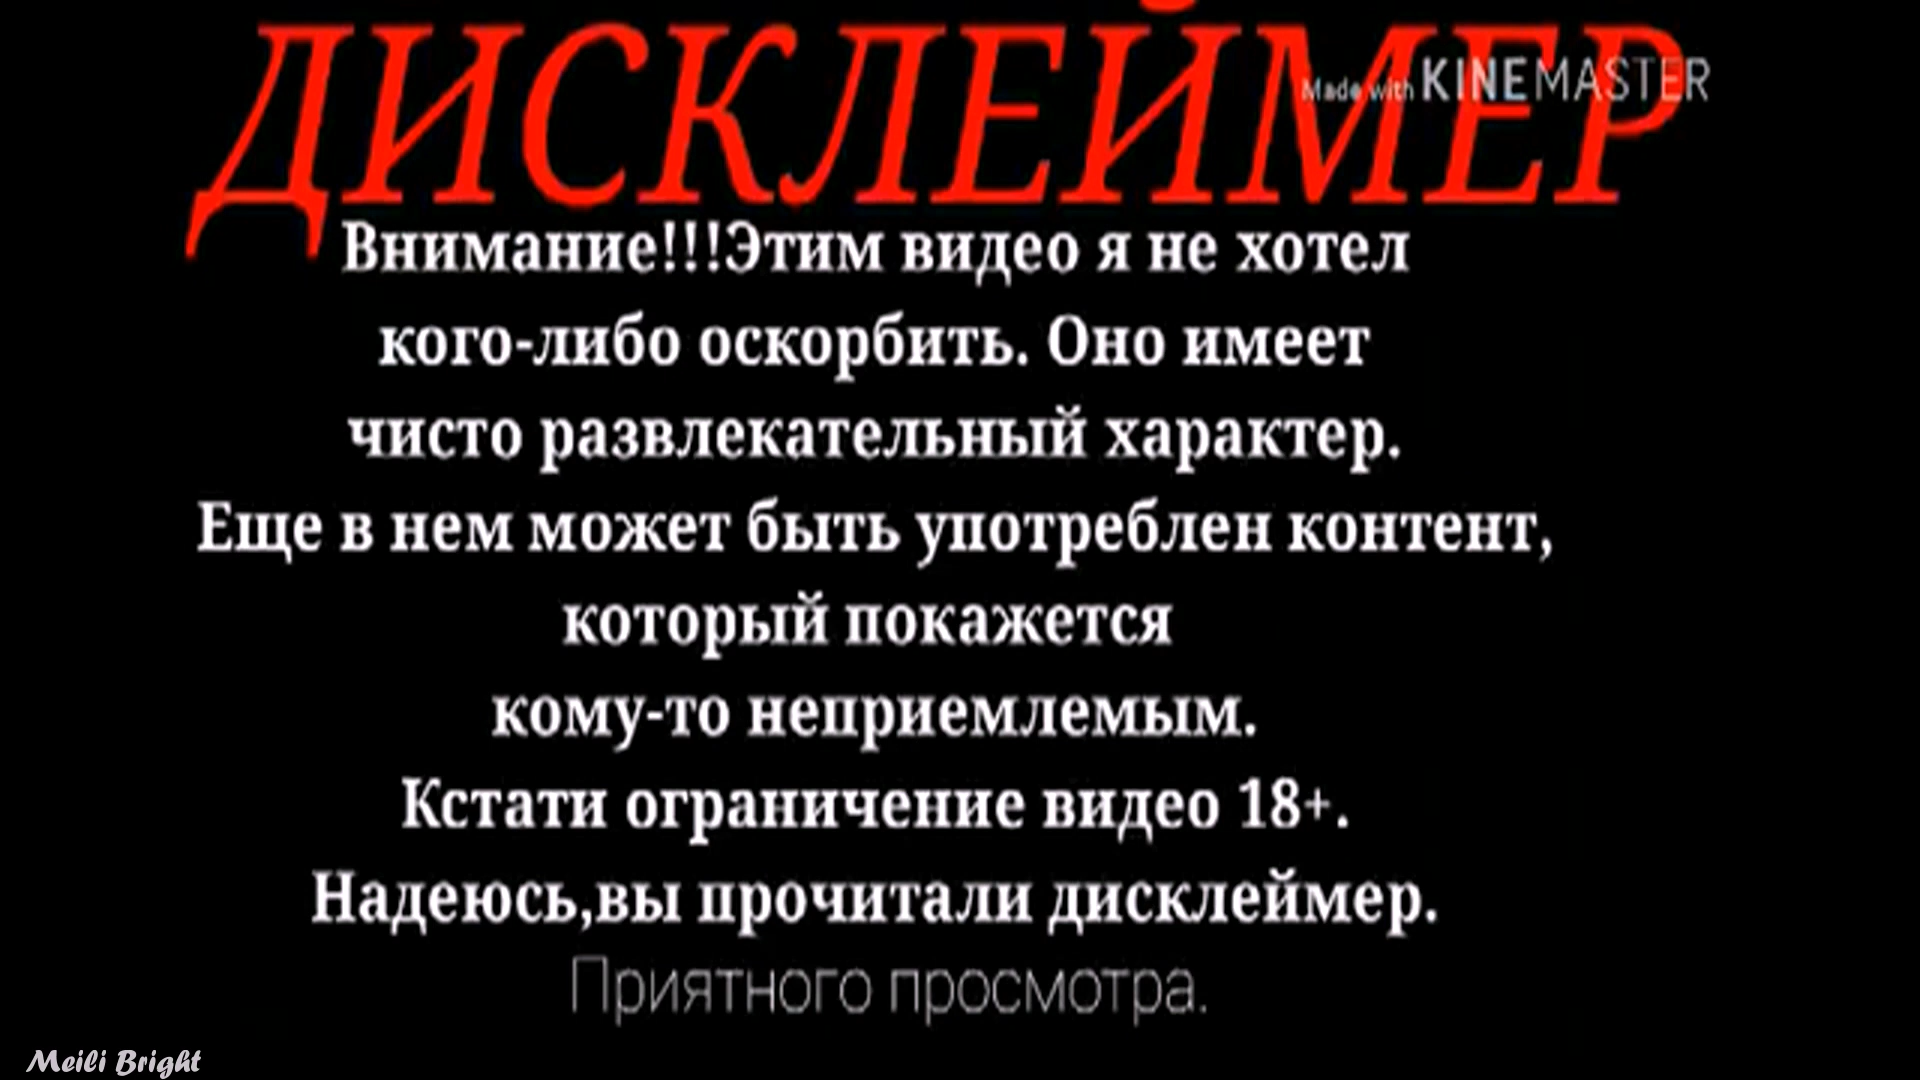 ДИСКЛЕЙМЕР
Made with KINEMASTER
Внимание!!!Этим видео я не хотел
кого-либо оскорбить. Оно имеет
чисто развлекательный характер.
Еще в нем может быть употреблен контент,
который покажется
кому-то неприемлемым.
Кстати ограничение видео 18+.
Надеюсь,вы прочитали дисклеймер.
Приятного просмотра.
Meili Bright